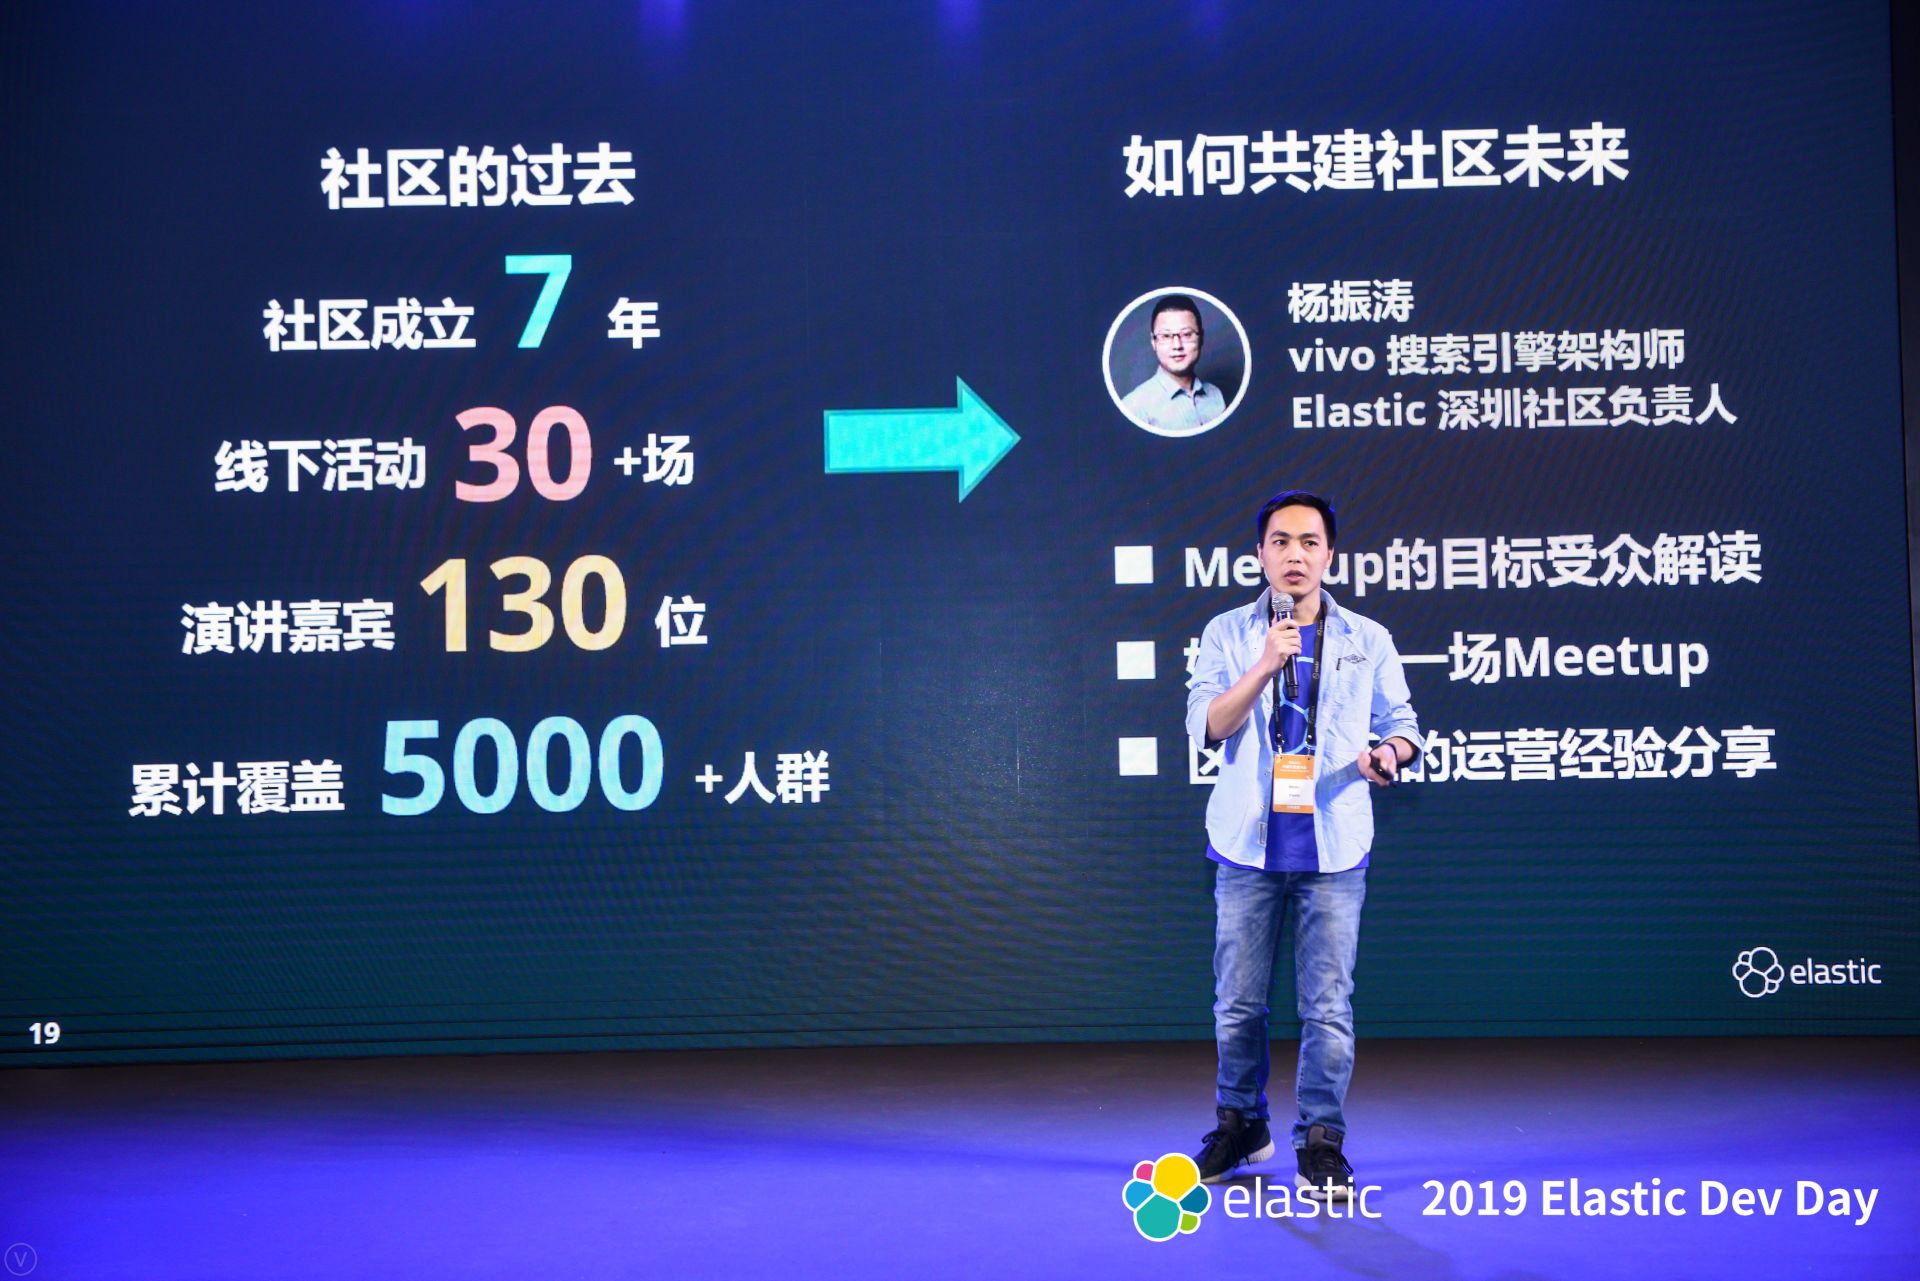 社区的过去
社区成立 7 年
线下活动 30 +场
演讲嘉宾 130 位
累计覆盖 5000 +人群
如何共建社区未来
杨振涛
vivo 搜索引擎架构师
Elastic 深圳社区负责人
Me up的目标受众解读
一场Meetup
的运营经验分享
elastic
19
elastic 2019 Elastic Dev Day
V